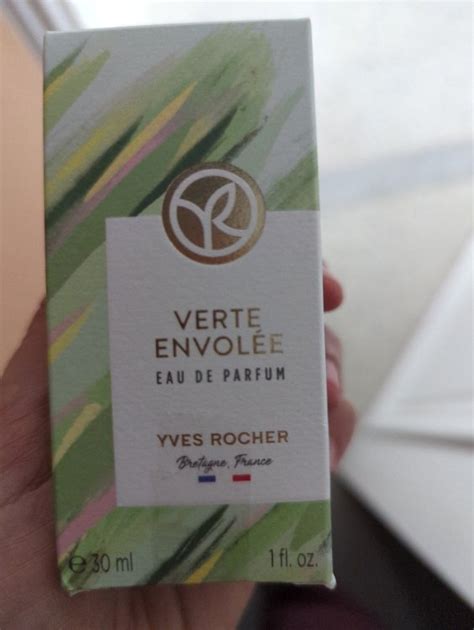 VERTE
ENVOLÉE
EAU DE PARFUM
YVES ROCHER
Bretagne, France
℮ 30 ml 1 fl. oz.